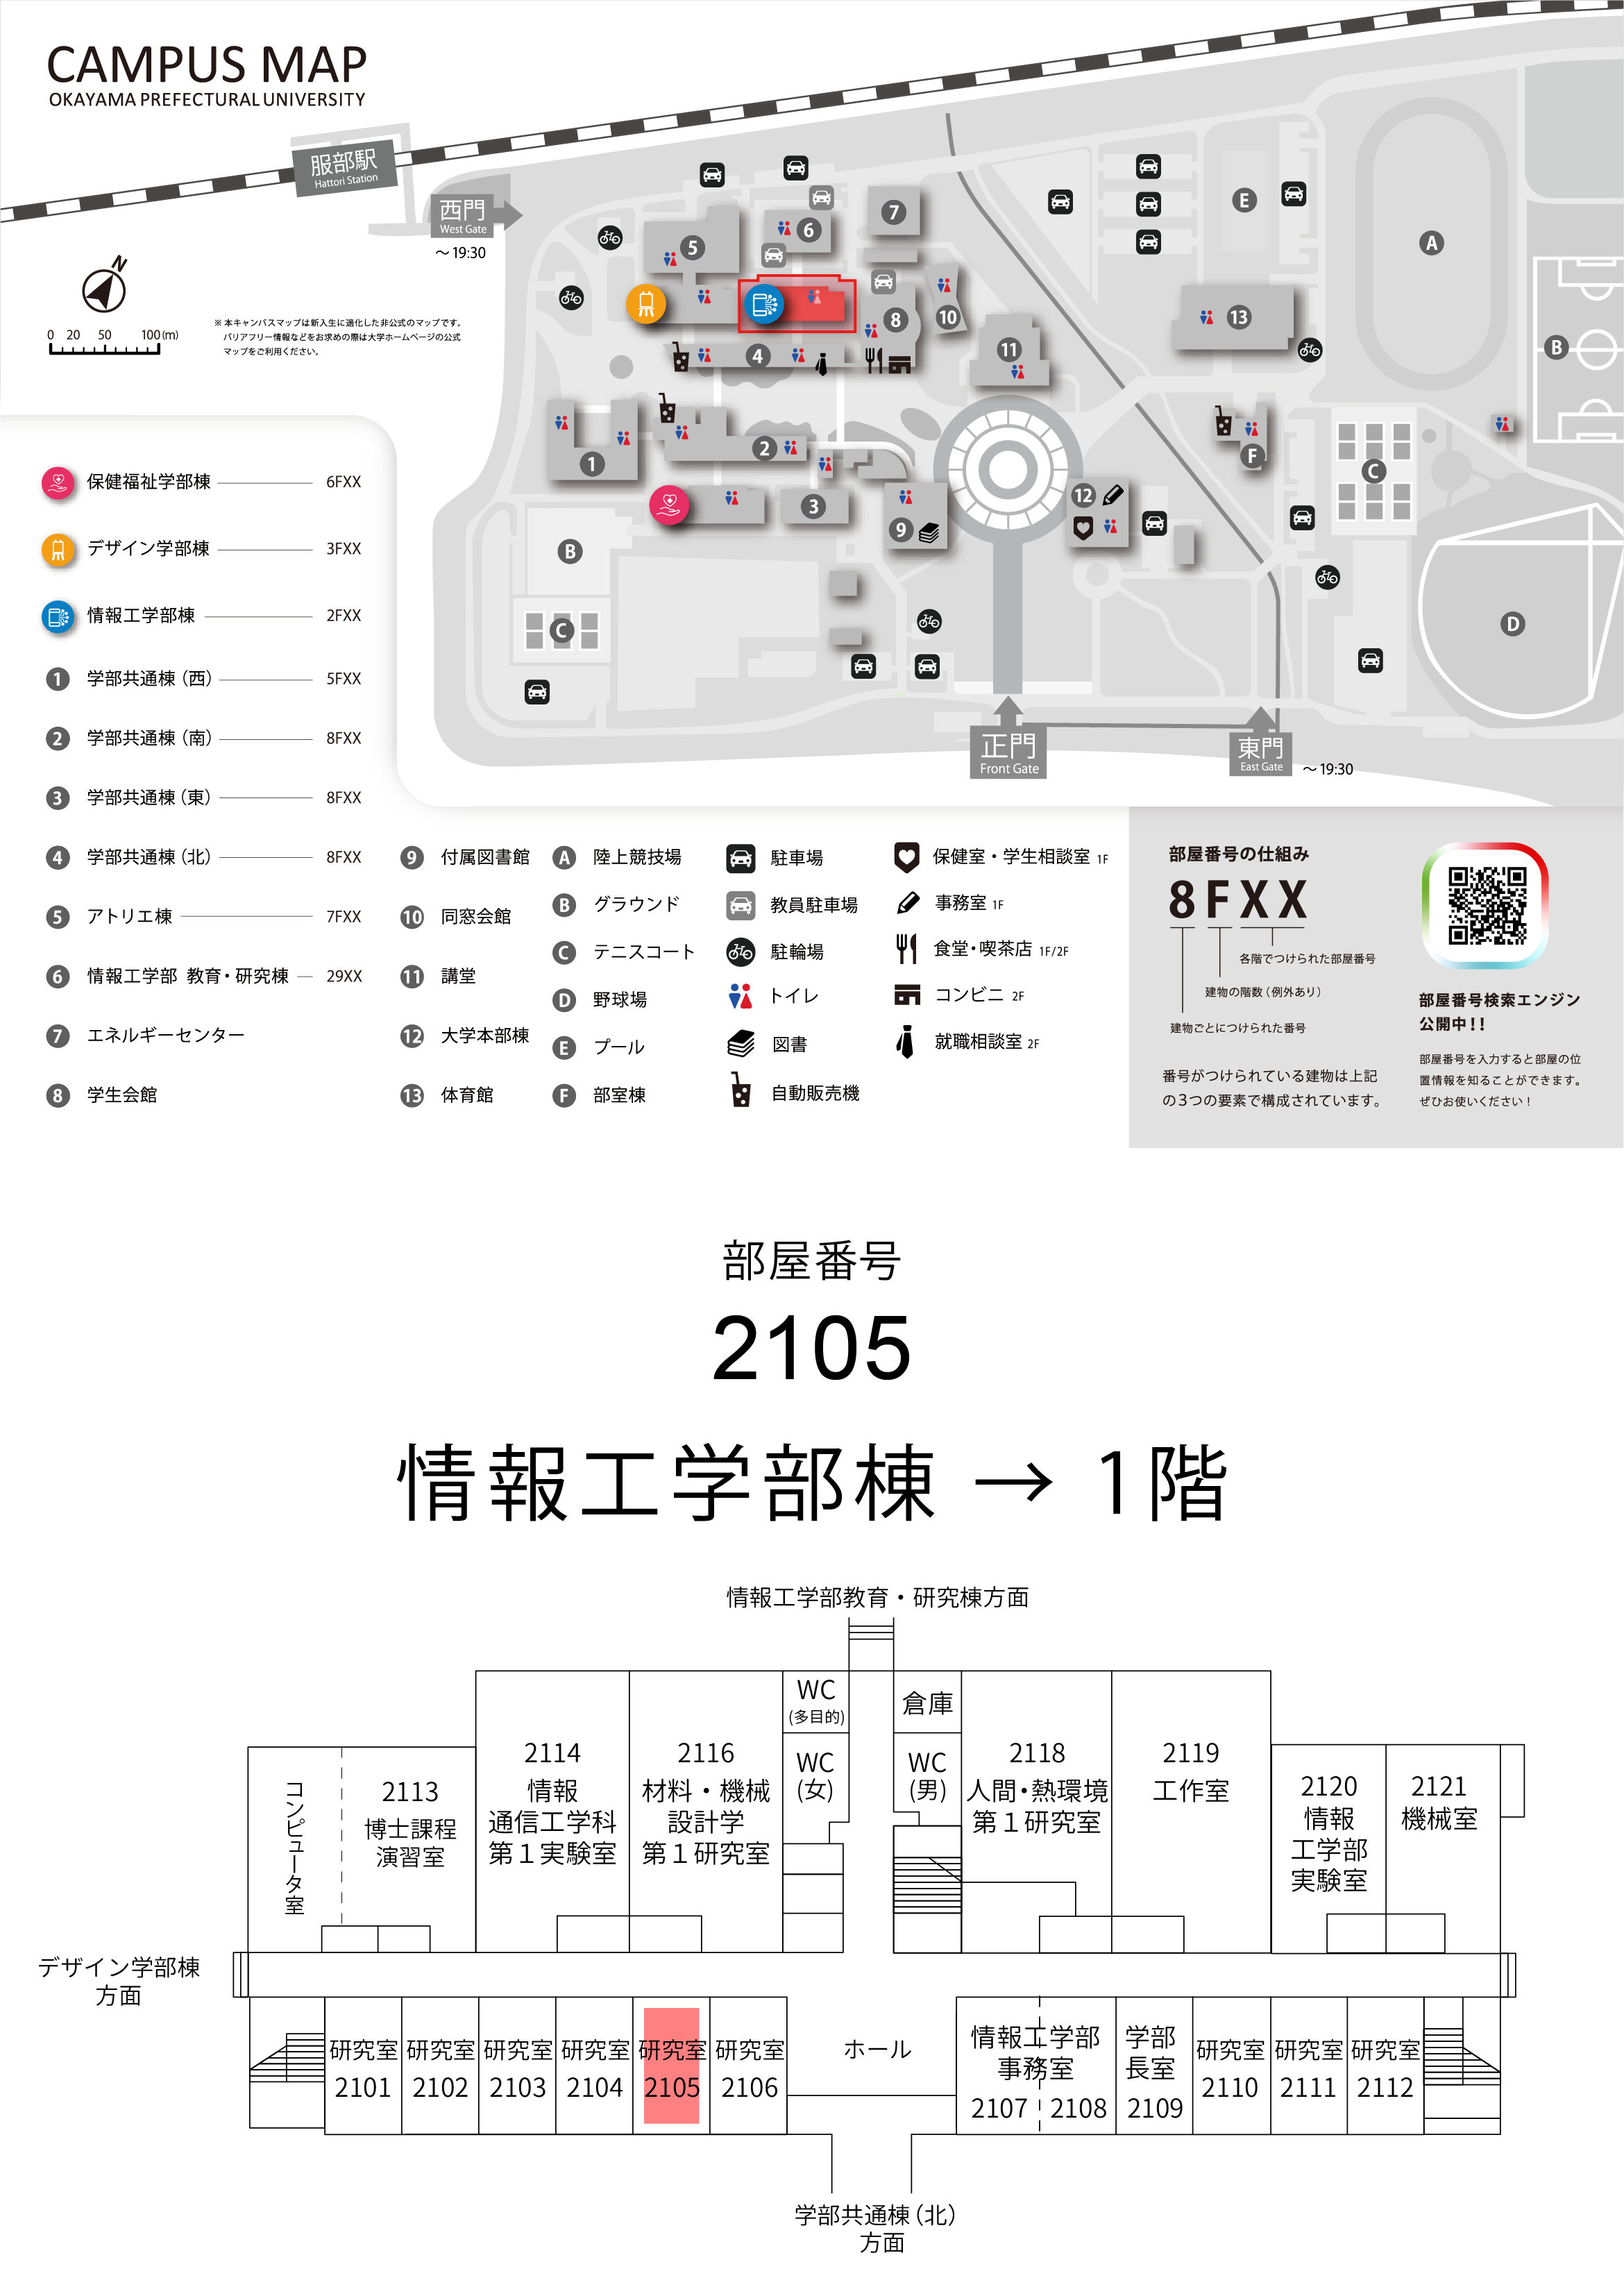 CAMPUS MAP
OKAYAMA PREFECTURAL UNIVERSITY
服部駅
Hattori Station
西門
West Gate
～19:30
N
0 20 50 100(m)
※ 本キャンパスマップは新入生に適化した非公式のマップです。
バリアフリー情報などをお求めの際は大学ホームページの公式
マップをご利用ください。
7
6
5
E
A
8
10
13
4
11
B
1
2
F
C
3
9
12
B
C
D
正門
Front Gate
東門
East Gate
～19:30
保健福祉学部棟 6FXX
デザイン学部棟 3FXX
情報工学部棟 2FXX
1 学部共通棟（西） 5FXX
2 学部共通棟（南） 8FXX
3 学部共通棟（東） 8FXX
4 学部共通棟（北） 8FXX
5 アトリエ棟 7FXX
6 情報工学部 教育・研究棟 29XX
7 エネルギーセンター
8 学生会館
9 付属図書館
10 同窓会館
11 講堂
12 大学本部棟
13 体育館
A 陸上競技場
B グラウンド
C テニスコート
D 野球場
E プール
F 部室棟
駐車場
教員駐車場
駐輪場
トイレ
図書
自動販売機
保健室・学生相談室 1F
事務室 1F
食堂・喫茶店 1F/2F
コンビニ 2F
就職相談室 2F
部屋番号の仕組み
8FXX
各階でつけられた部屋番号
建物の階数（例外あり）
建物ごとにつけられた番号
番号がつけられている建物は上記
の３つの要素で構成されています。
部屋番号検索エンジン
公開中！！
部屋番号を入力すると部屋の位
置情報を知ることができます。
ぜひお使いください！
部屋番号
2105
情報工学部棟 → 1階
情報工学部教育・研究棟方面
コンピュータ室
2113
博士課程
演習室
2114
情報
通信工学科
第１実験室
2116
材料・機械
設計学
第１研究室
WC
(多目的)
WC
(女)
倉庫
WC
(男)
2118
人間・熱環境
第１研究室
2119
工作室
2120
情報
工学部
実験室
2121
機械室
デザイン学部棟
方面
研究室
2101
研究室
2102
研究室
2103
研究室
2104
研究室
2105
研究室
2106
ホール
情報工学部
事務室
2107 2108
学部
長室
2109
研究室
2110
研究室
2111
研究室
2112
学部共通棟（北）
方面